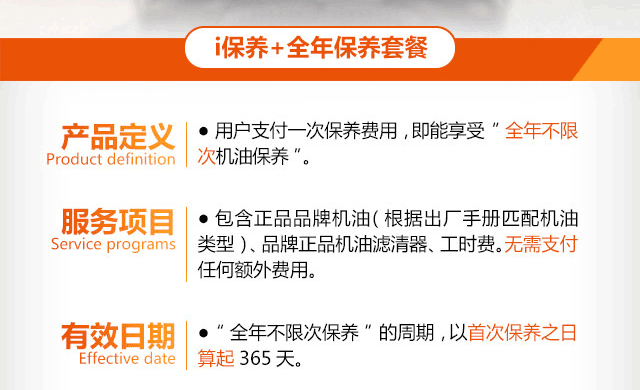 i保养+全年保养套餐
产品定义
Product definition
● 用户支付一次保养费用，即能享受“全年不限
次机油保养”。
服务项目
Service programs
● 包含正品品牌机油（根据出厂手册匹配机油
类型）、品牌正品机油滤清器、工时费。无需支付
任何额外费用。
有效日期
Effective date
● “全年不限次保养”的周期，以首次保养之日
算起 365 天。